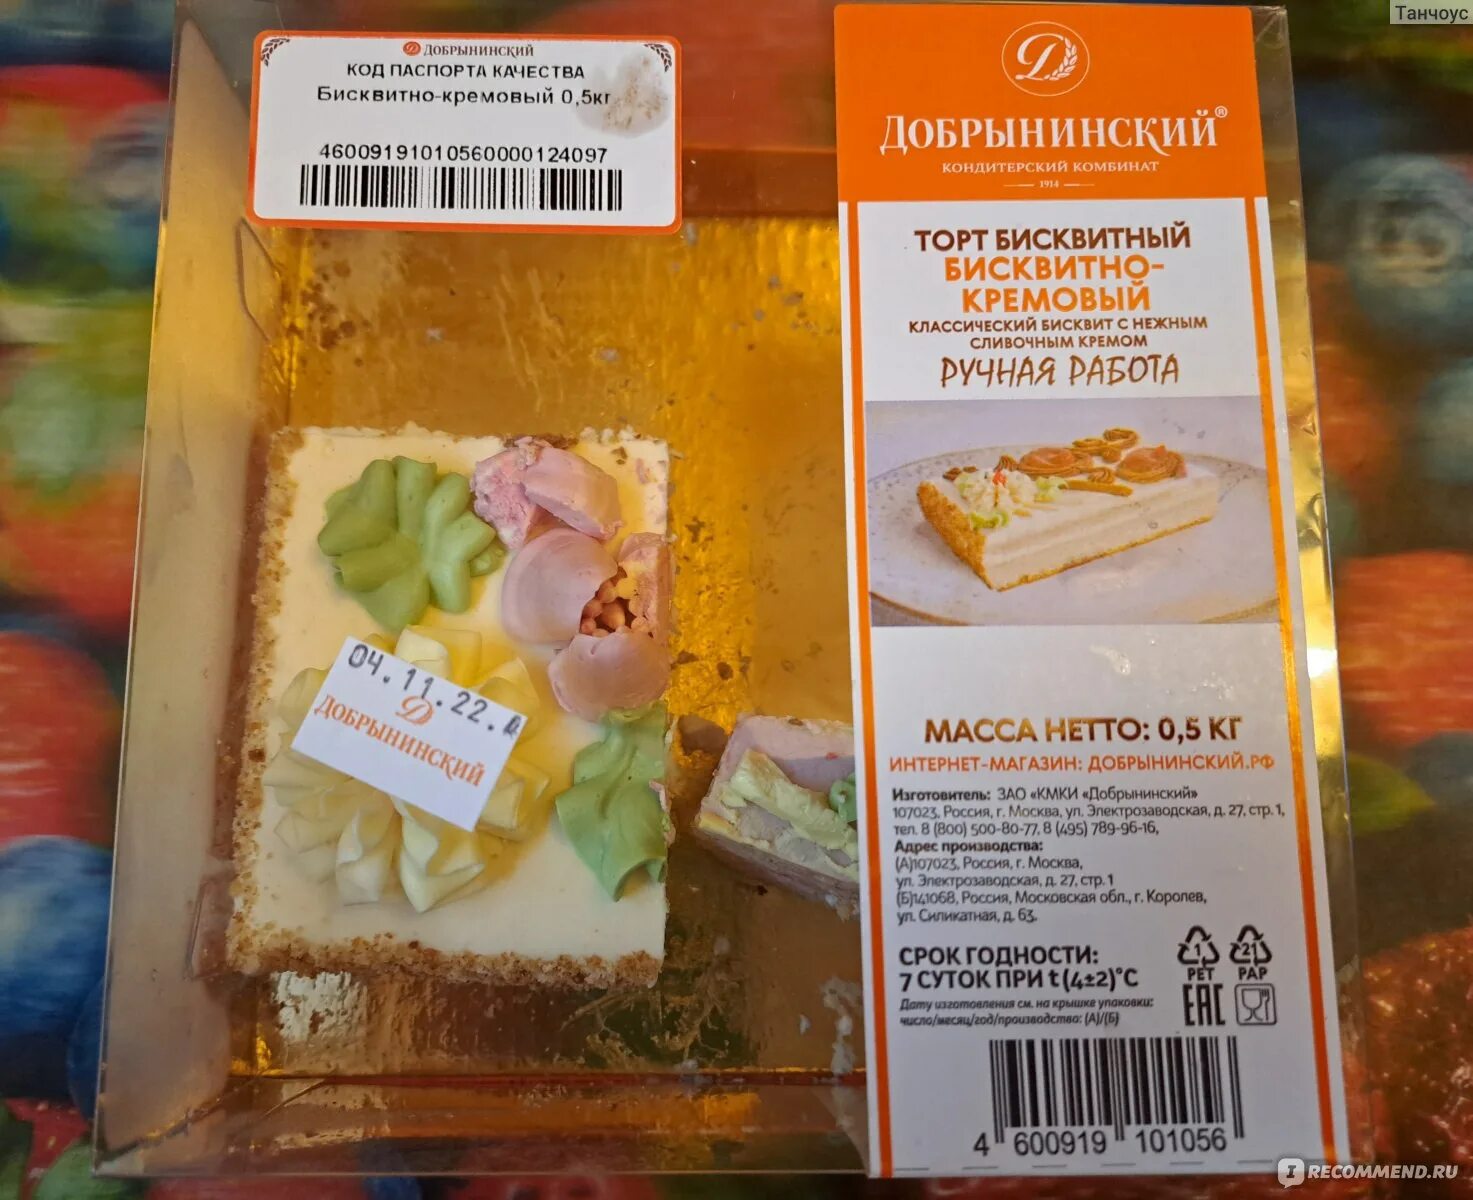 Танчоус
ДОБРЫНИНСКИЙ
КОД ПАСПОРТА КАЧЕСТВА
Бисквитно-кремовый 0,5кг
46009191010560000124097
04.11.22.
Д
ДОБРЫНИНСКИЙ
Д
ДОБРЫНИНСКИЙ®
КОНДИТЕРСКИЙ КОМБИНАТ
1914
ТОРТ БИСКВИТНЫЙ
БИСКВИТНО-
КРЕМОВЫЙ
КЛАССИЧЕСКИЙ БИСКВИТ С НЕЖНЫМ
СЛИВОЧНЫМ КРЕМОМ
РУЧНАЯ РАБОТА
МАССА НЕТТО: 0,5 КГ
ИНТЕРНЕТ-МАГАЗИН: ДОБРЫНИНСКИЙ.РФ
Изготовитель: ЗАО «КМКИ «Добрынинский»
107023, Россия, г. Москва, ул. Электрозаводская, д. 27, стр. 1,
тел. 8 (800) 500-80-77, 8 (495) 789-96-16,
Адрес производства:
(А)107023, Россия, г. Москва,
ул. Электрозаводская, д. 27, стр. 1
(Б)141068, Россия, Московская обл., г. Королев,
ул. Силикатная, д. 63.
СРОК ГОДНОСТИ:
7 СУТОК ПРИ t(4±2)°C
Дату изготовления см. на крышке упаковки:
число/месяц/год/производства: (А)/(Б)
1 21
PET PAP
EAC
4 600919 101056
IRECOMMEND.RU